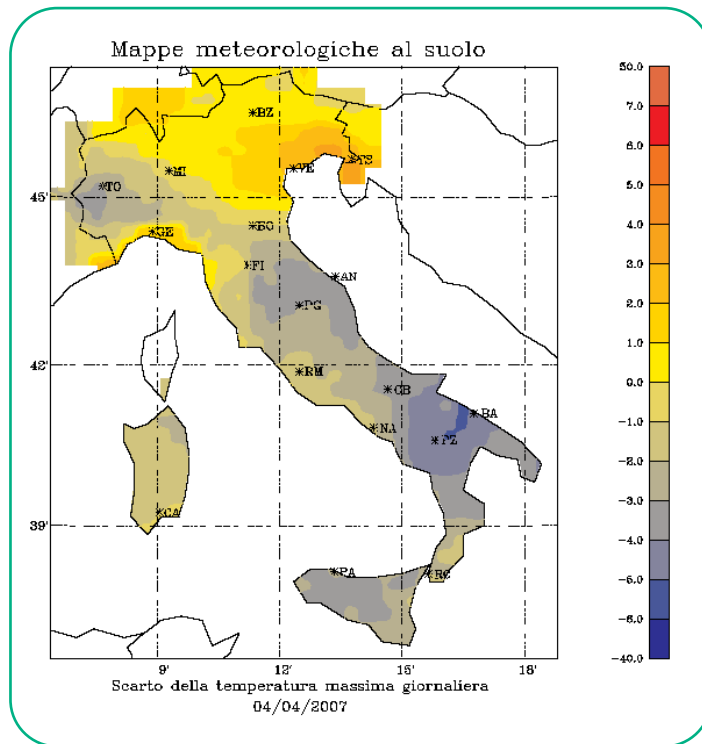 Mappe meteorologiche al suolo
50.0
7.0
6.0
5.0
4.0
3.0
2.0
1.0
0.0
-1.0
-2.0
-3.0
-4.0
-6.0
-8.0
-40.0
45'
42'
39'
*BZ
*TS
*VE
*MI
*TO
*BO
*GE
*FI
*AN
*PG
*RM
*CB
*BA
*NA
*PZ
*CA
*PA
*RC
9' 12' 15' 18'
Scarto della temperatura massima giornaliera
04/04/2007